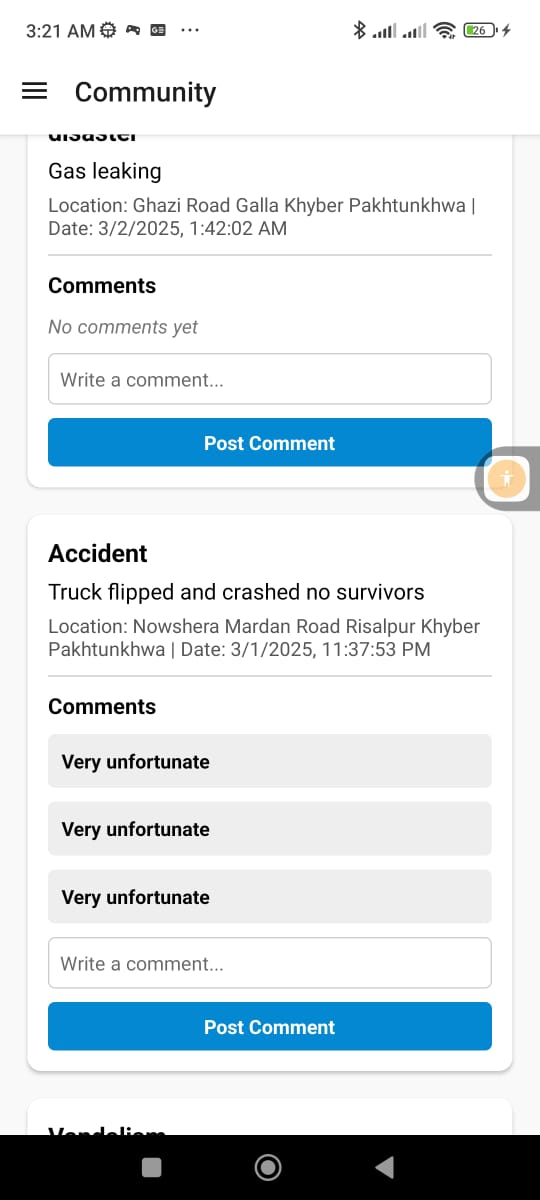 3:21 AM
GE
26
Community
disaster
Gas leaking
Location: Ghazi Road Galla Khyber Pakhtunkhwa |
Date: 3/2/2025, 1:42:02 AM
Comments
No comments yet
Write a comment...
Post Comment
Accident
Truck flipped and crashed no survivors
Location: Nowshera Mardan Road Risalpur Khyber
Pakhtunkhwa | Date: 3/1/2025, 11:37:53 PM
Comments
Very unfortunate
Very unfortunate
Very unfortunate
Write a comment...
Post Comment
Vandalism